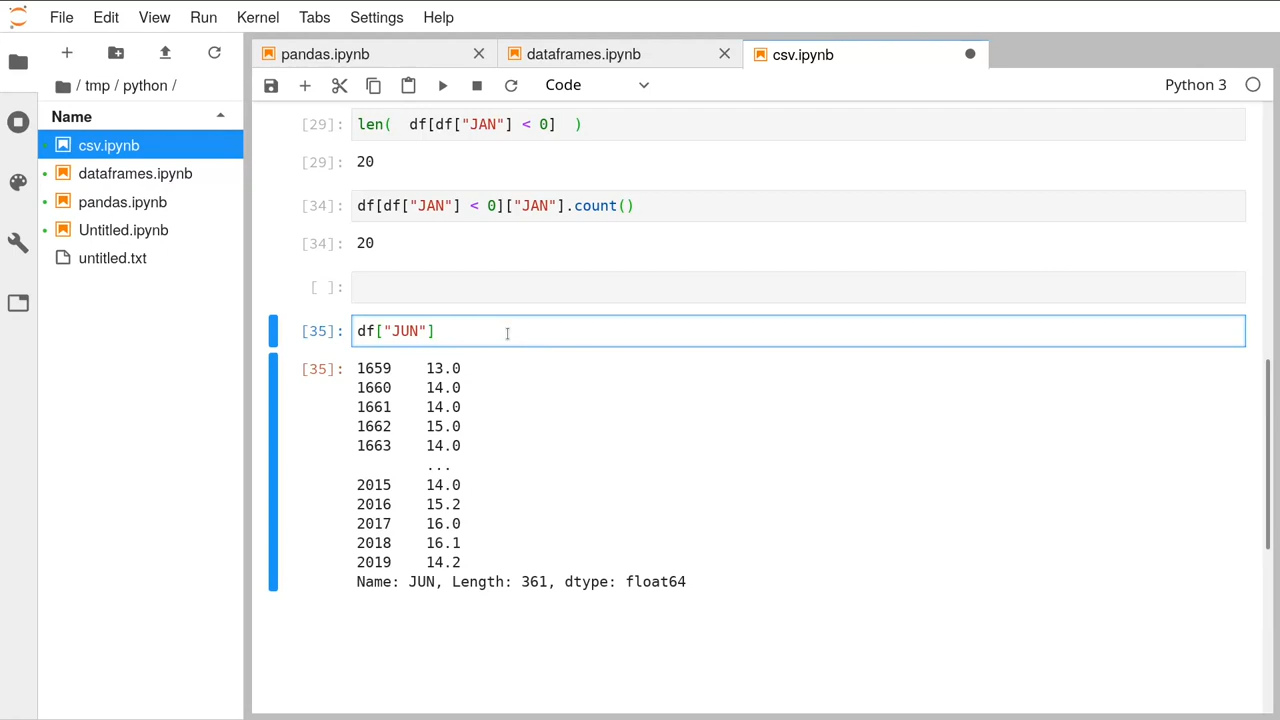 File Edit View Run Kernel Tabs Settings Help
pandas.ipynb
dataframes.ipynb
csv.ipynb
/ tmp / python /
Code
Python 3
Name
csv.ipynb
dataframes.ipynb
pandas.ipynb
Untitled.ipynb
untitled.txt
[29]: len(  df[df["JAN"] < 0]  )
[29]: 20
[34]: df[df["JAN"] < 0]["JAN"].count()
[34]: 20
[ ]:
[35]: df["JUN"]
[35]: 1659    13.0
1660    14.0
1661    14.0
1662    15.0
1663    14.0
...
2015    14.0
2016    15.2
2017    16.0
2018    16.1
2019    14.2
Name: JUN, Length: 361, dtype: float64